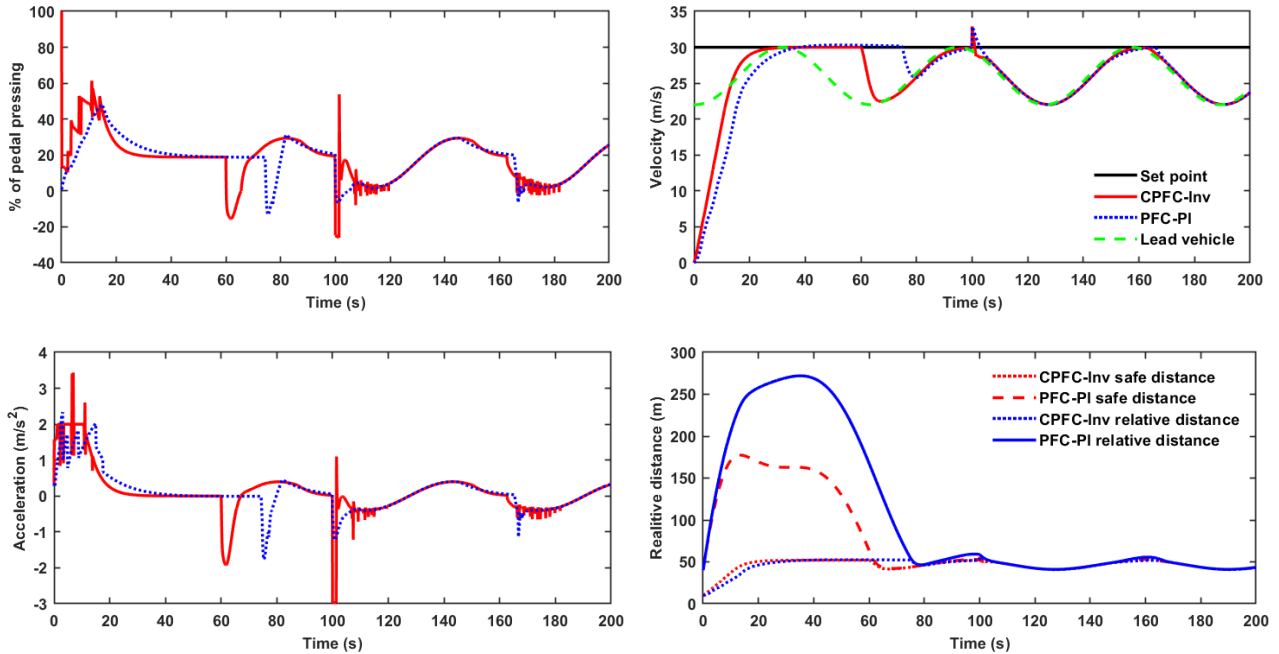 100
80
60
40
20
0
-20
-40
% of pedal pressing
0 20 40 60 80 100 120 140 160 180 200
Time (s)
35
30
25
20
15
10
5
0
Velocity (m/s)
Set point
CPFC-Inv
PFC-PI
Lead vehicle
0 20 40 60 80 100 120 140 160 180 200
Time (s)
4
3
2
1
0
-1
-2
-3
Acceleration (m/s²)
0 20 40 60 80 100 120 140 160 180 200
Time (s)
300
250
200
150
100
50
0
Realitive distance (m)
CPFC-Inv safe distance
PFC-PI safe distance
CPFC-Inv relative distance
PFC-PI relative distance
0 20 40 60 80 100 120 140 160 180 200
Time (s)